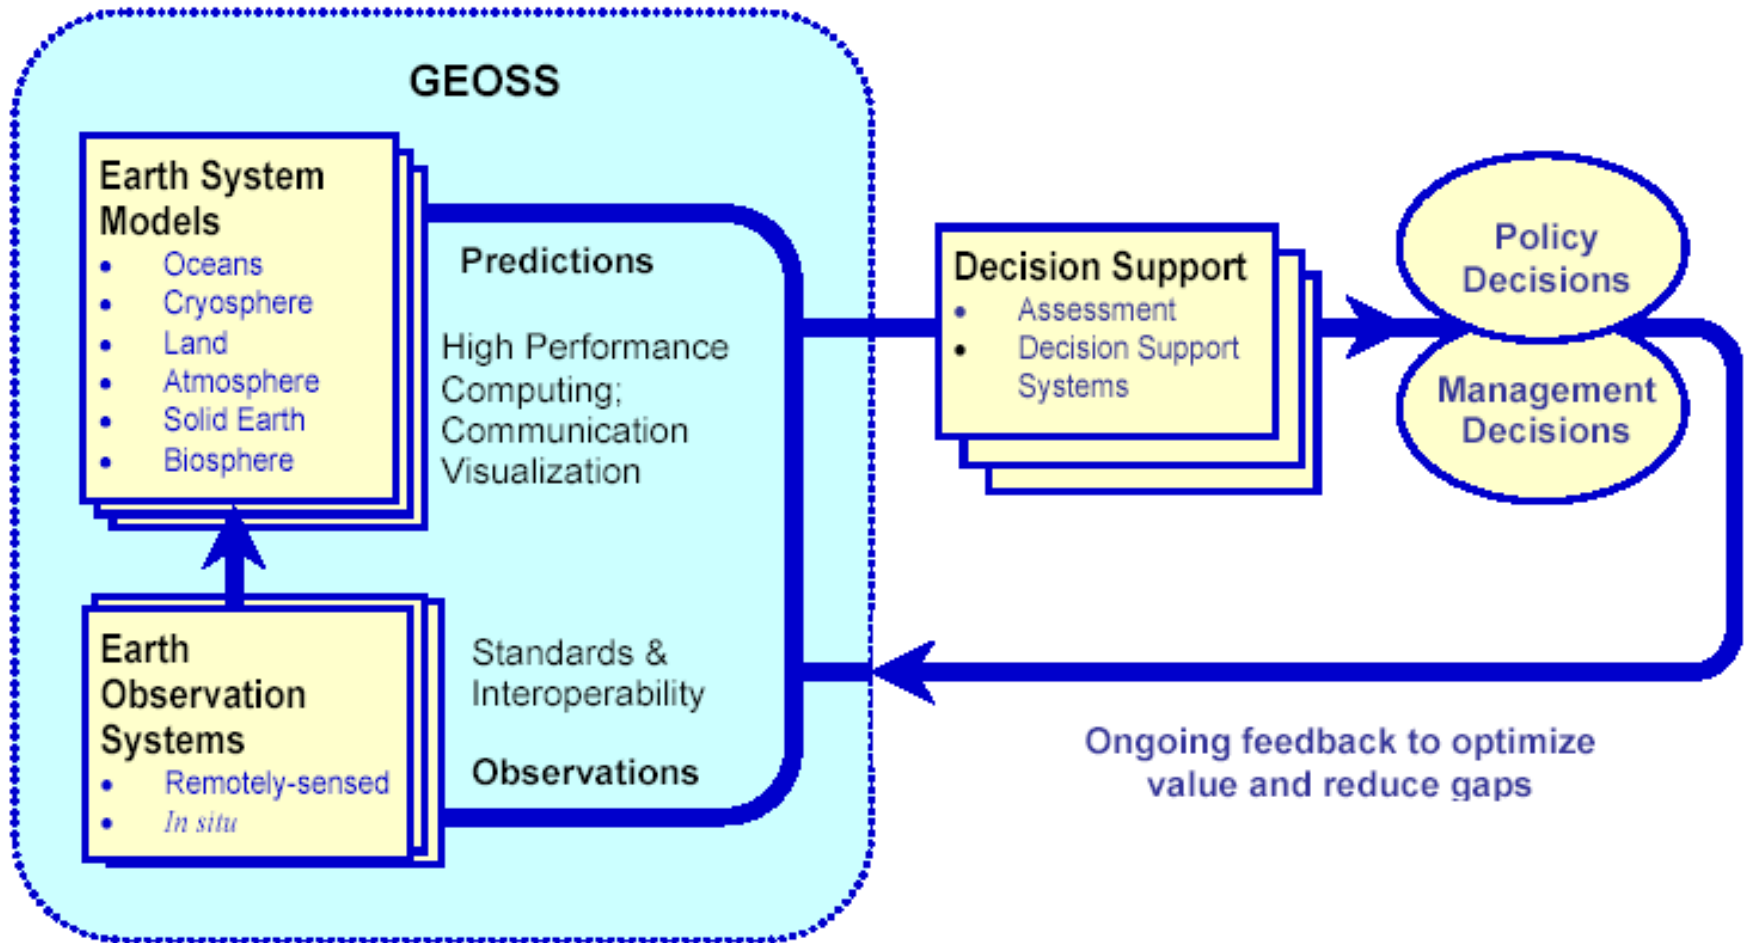 GEOSS
Earth System
Models
• Oceans
• Cryosphere
• Land
• Atmosphere
• Solid Earth
• Biosphere
Predictions
High Performance
Computing;
Communication
Visualization
Earth
Observation
Systems
• Remotely-sensed
• In situ
Standards &
Interoperability
Observations
Decision Support
• Assessment
• Decision Support
Systems
Policy
Decisions
Management
Decisions
Ongoing feedback to optimize
value and reduce gaps